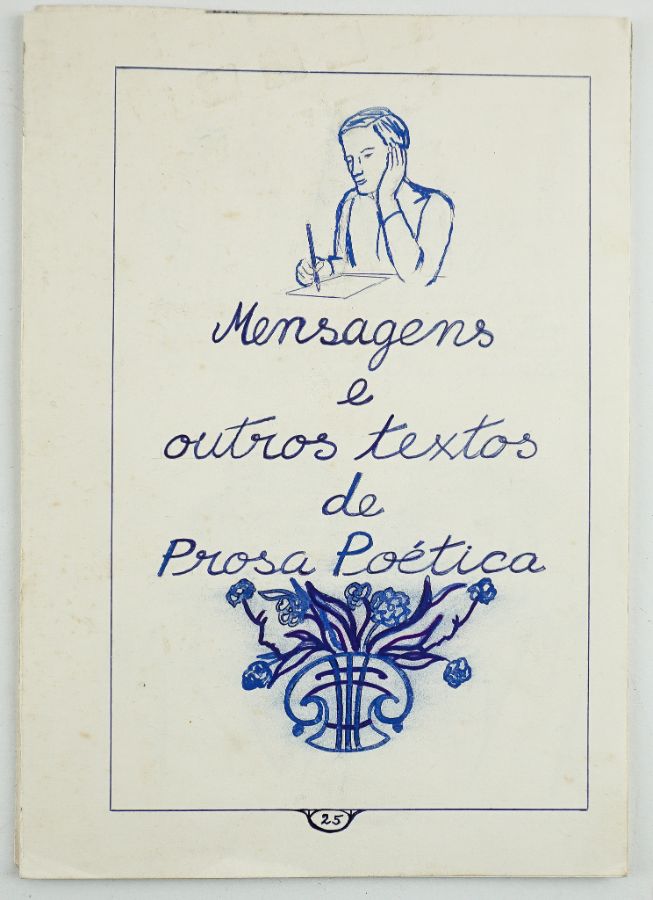 Mensagens
e
outros textos
de
Prosa Poética
25